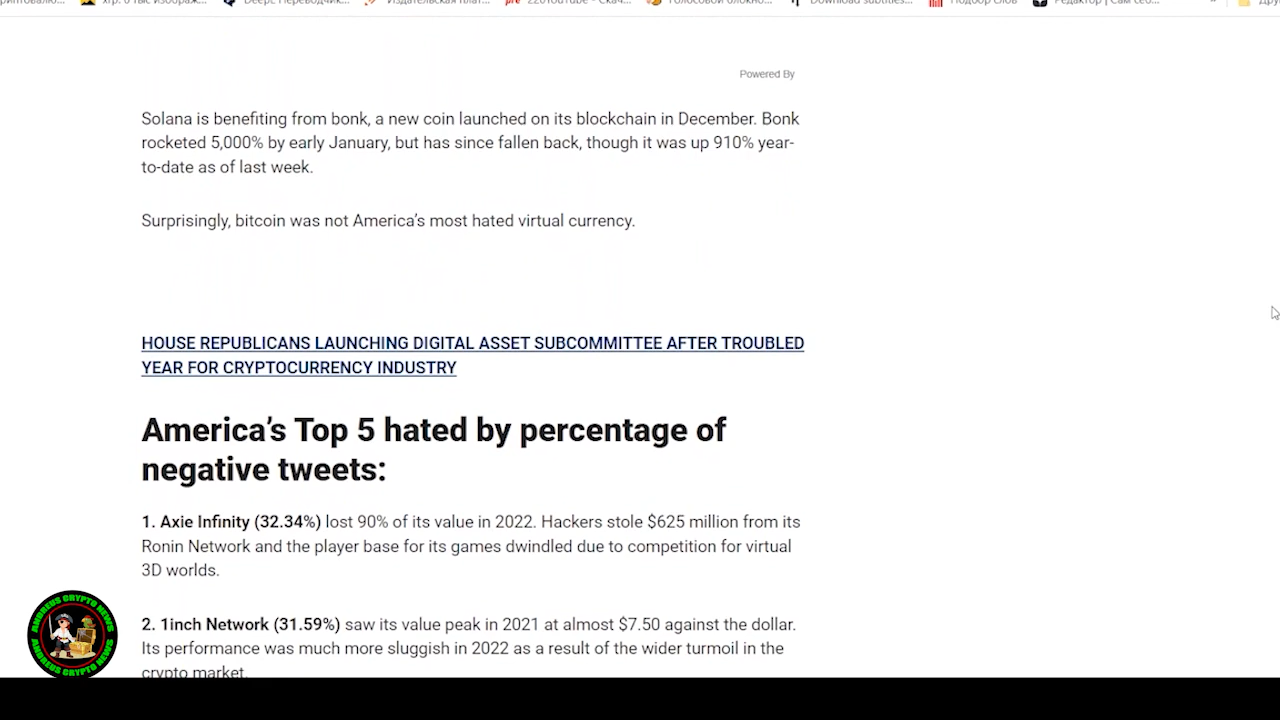 Powered By
Solana is benefiting from bonk, a new coin launched on its blockchain in December. Bonk
rocketed 5,000% by early January, but has since fallen back, though it was up 910% year-
to-date as of last week.
Surprisingly, bitcoin was not America’s most hated virtual currency.
HOUSE REPUBLICANS LAUNCHING DIGITAL ASSET SUBCOMMITTEE AFTER TROUBLED
YEAR FOR CRYPTOCURRENCY INDUSTRY
America’s Top 5 hated by percentage of
negative tweets:
1. Axie Infinity (32.34%) lost 90% of its value in 2022. Hackers stole $625 million from its
Ronin Network and the player base for its games dwindled due to competition for virtual
3D worlds.
2. 1inch Network (31.59%) saw its value peak in 2021 at almost $7.50 against the dollar.
Its performance was much more sluggish in 2022 as a result of the wider turmoil in the
crypto market.
ANDREUS CRYPTO NEWS
ANDREUS CRYPTO NEWS